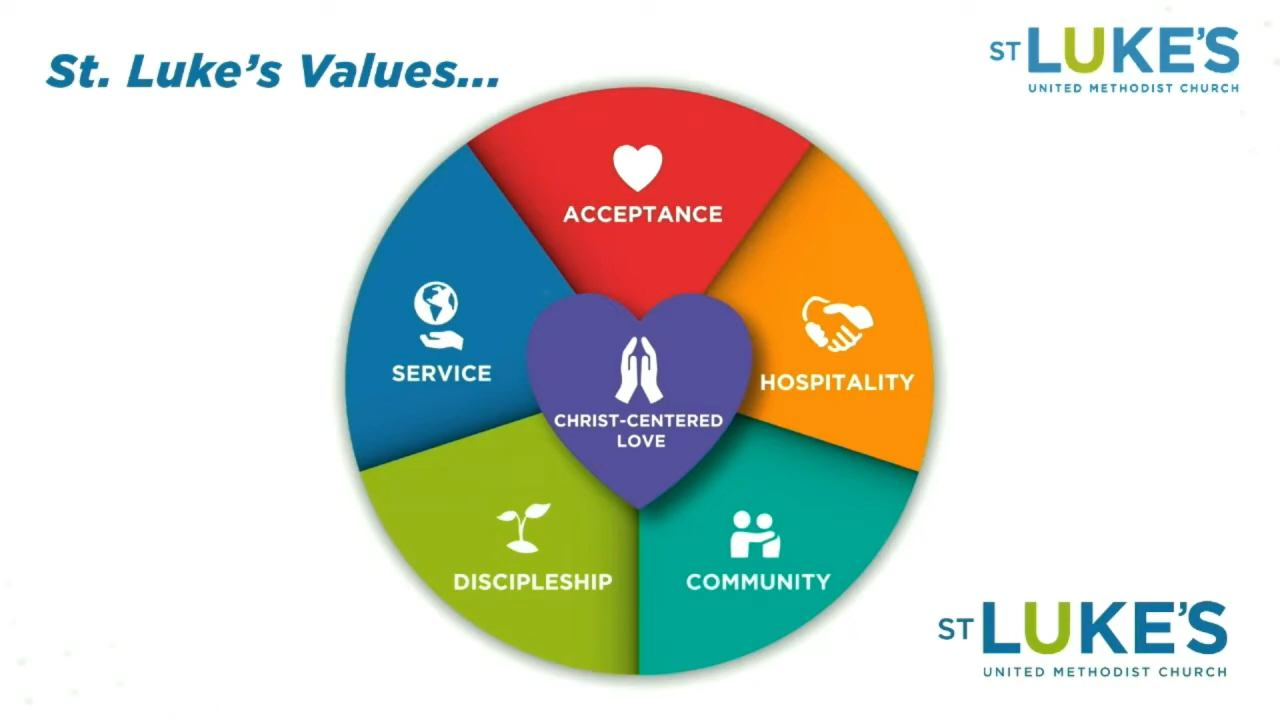 St. Luke's Values...
ST LUKE'S
UNITED METHODIST CHURCH
ACCEPTANCE
SERVICE
HOSPITALITY
CHRIST-CENTERED
LOVE
DISCIPLESHIP
COMMUNITY
ST LUKE'S
UNITED METHODIST CHURCH